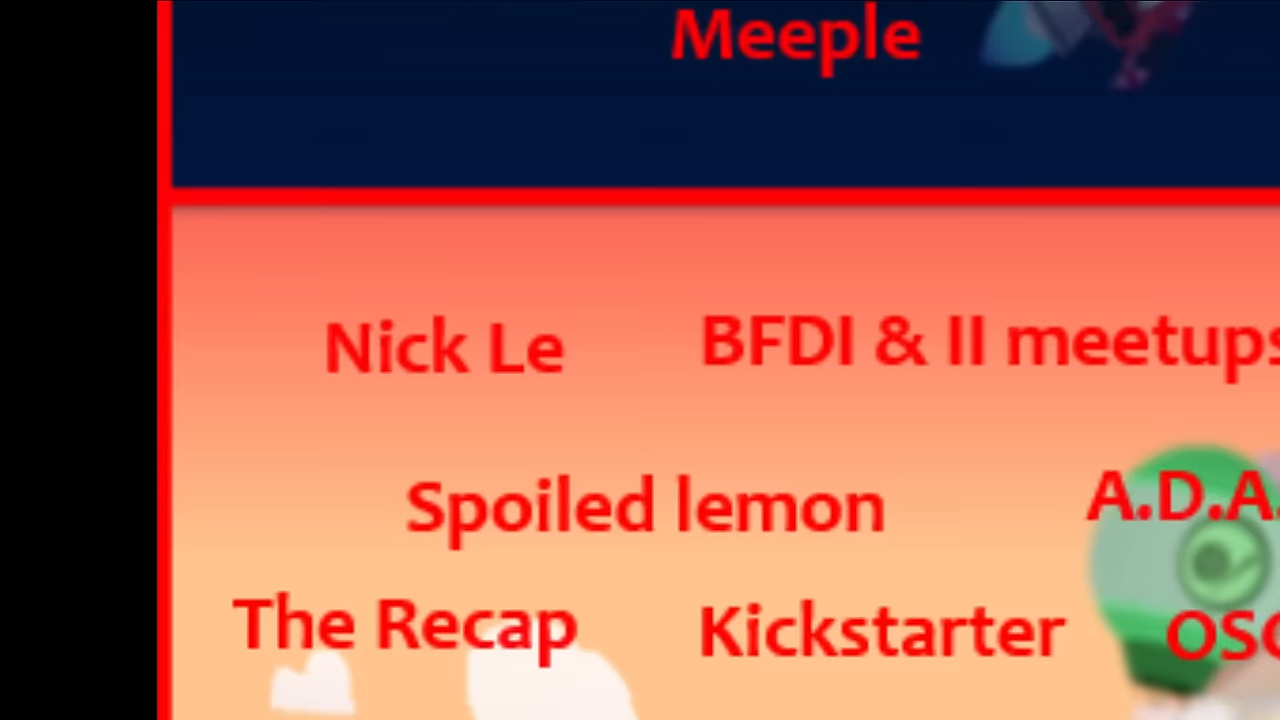 Meeple
Nick Le
BFDI & II meetups
Spoiled lemon
A.D.A.
The Recap
Kickstarter